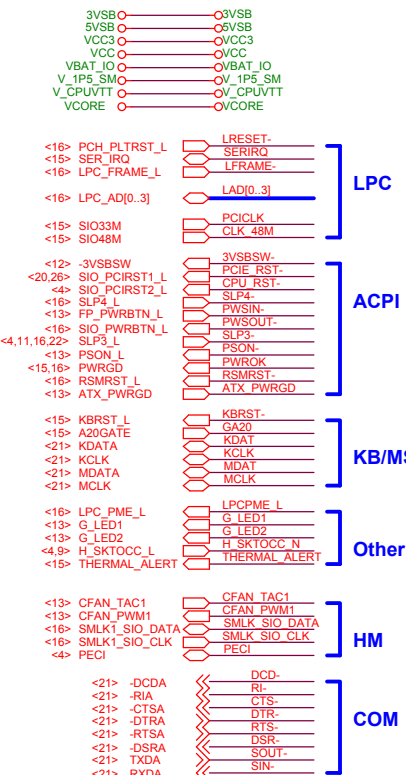 3VSB 3VSB
5VSB 5VSB
VCC3 VCC3
VCC VCC
VBAT_IO VBAT_IO
V_1P5_SM V_1P5_SM
V_CPUVTT V_CPUVTT
VCORE VCORE
<16> PCH_PLTRST_L LRESET-
<15> SER_IRQ SERIRQ
<16> LPC_FRAME_L LFRAME-
LPC
<16> LPC_AD[0..3] LAD[0..3]
<15> SIO33M PCICLK
<15> SIO48M CLK_48M
<12> -3VSBSW 3VSBSW-
<20,26> SIO_PCIRST1_L PCIE_RST-
<4> SIO_PCIRST2_L CPU_RST-
<16> SLP4_L SLP4-
ACPI
<13> FP_PWRBTN_L PWSIN-
<16> SIO_PWRBTN_L PWSOUT-
<4,11,16,22> SLP3_L SLP3-
<13> PSON_L PSON-
<15,16> PWRGD PWROK
<16> RSMRST_L RSMRST-
<13> ATX_PWRGD ATX_PWRGD
<15> KBRST_L KBRST-
<15> A20GATE GA20
<21> KDATA KDAT
<21> KCLK KCLK
KB/MS
<21> MDATA MDAT
<21> MCLK MCLK
<16> LPC_PME_L LPCPME_L
<13> G_LED1 G_LED1
<13> G_LED2 G_LED2
<4,9> H_SKTOCC_L H_SKTOCC_N
Other
<15> THERMAL_ALERT THERMAL_ALERT
<13> CFAN_TAC1 CFAN_TAC1
<13> CFAN_PWM1 CFAN_PWM1
<16> SMLK1_SIO_DATA SMLK_SIO_DATA
<16> SMLK1_SIO_CLK SMLK_SIO_CLK
HM
<4> PECI PECI
<21> -DCDA DCD-
<21> -RIA RI-
<21> -CTSA CTS-
<21> -DTRA DTR-
COM
<21> -RTSA RTS-
<21> -DSRA DSR-
<21> TXDA SOUT-
<21> RXDA SIN-